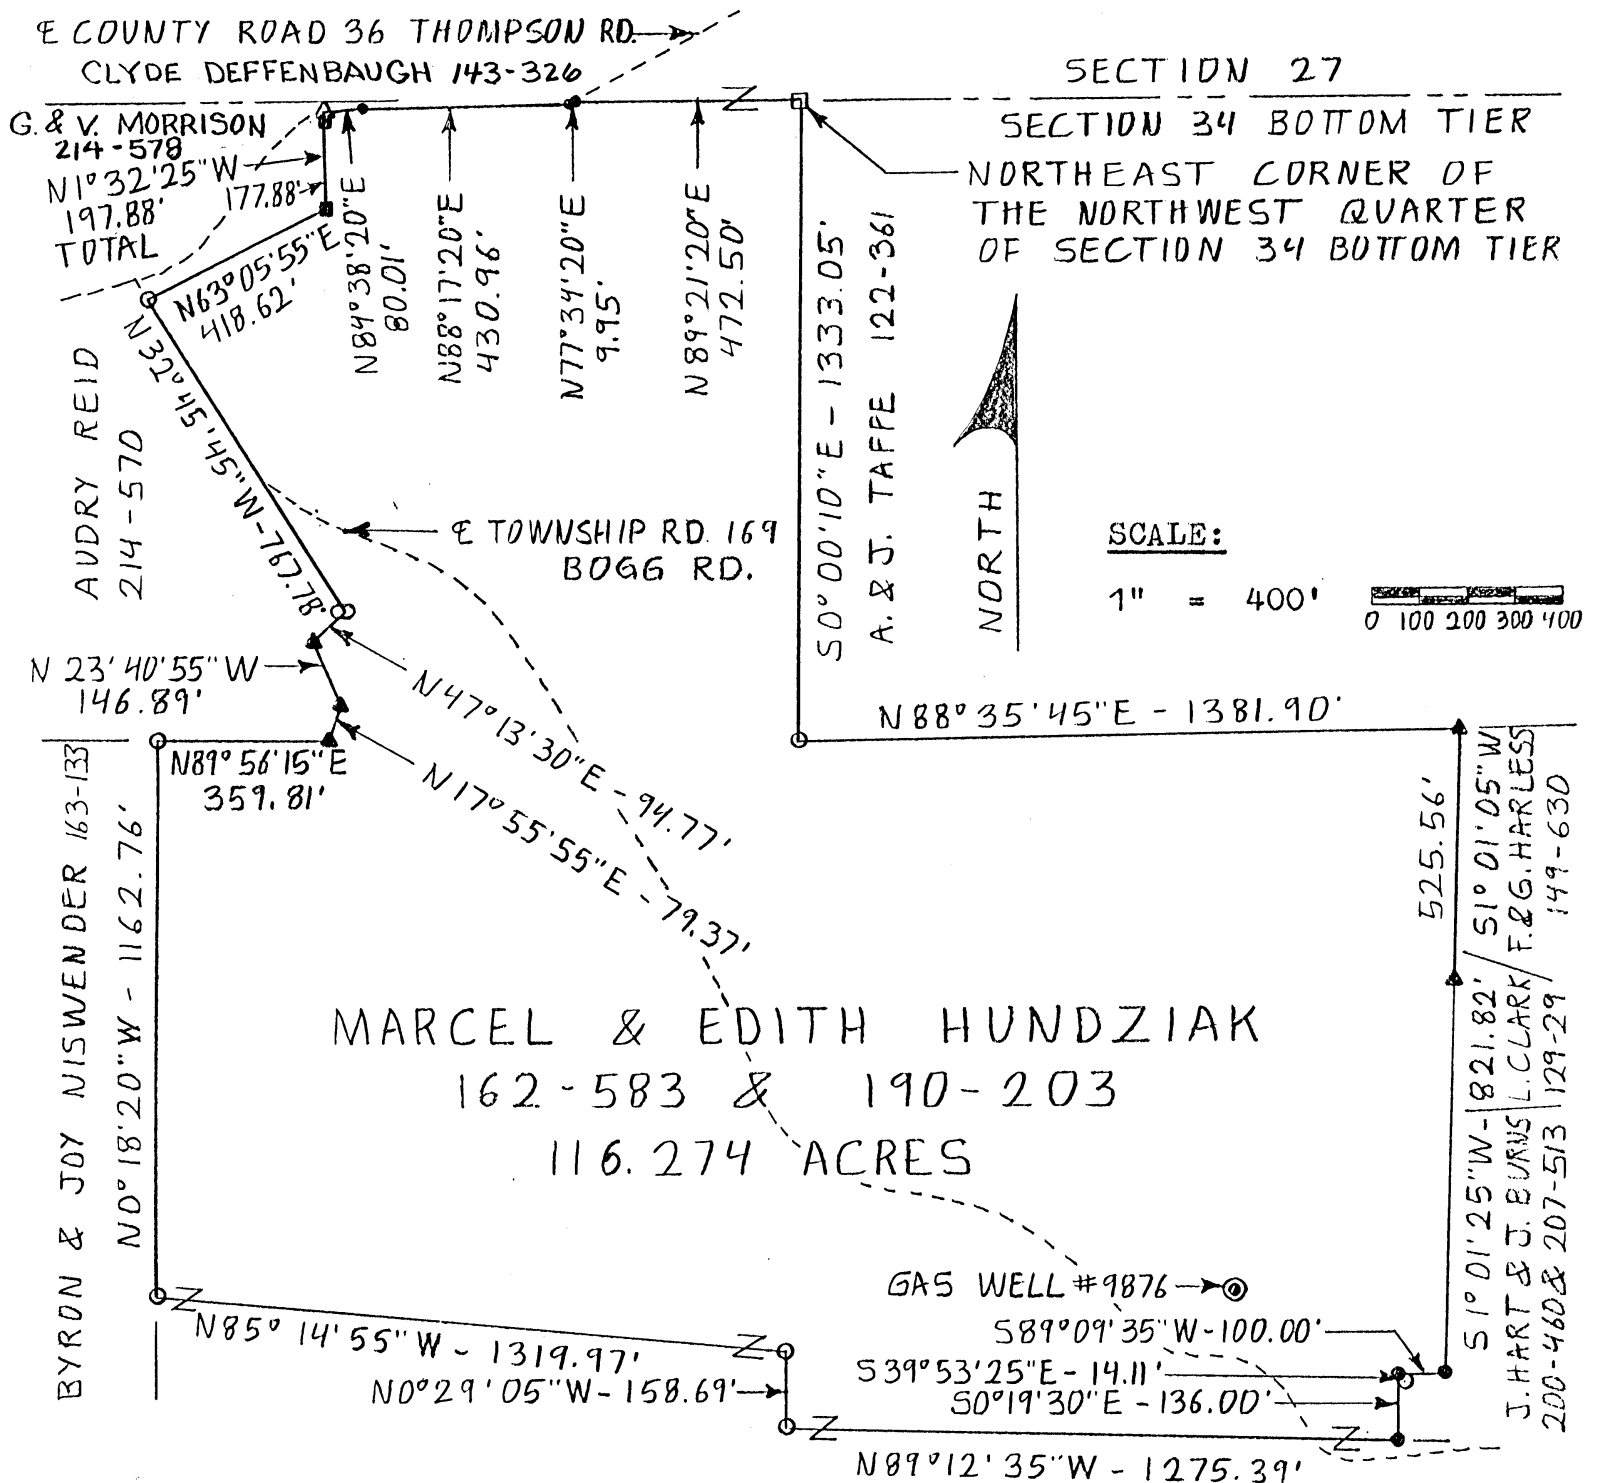 ℄ COUNTY ROAD 36 THOMPSON RD.
CLYDE DEFFENBAUGH 143-326
SECTION 27
SECTION 34 BOTTOM TIER
G. & V. MORRISON
214-578
N1°32'25"W
197.88'
TOTAL
177.88'
NORTHEAST CORNER OF
THE NORTHWEST QUARTER
OF SECTION 34 BOTTOM TIER
N63°05'55"E
418.62'
N84°38'20"E
80.01'
N88°17'20"E
430.96'
N77°34'20"E
9.95'
N89°21'20"E
472.50'
S0°00'10"E - 1333.05'
A. & J. TAFFE 122-361
NORTH
SCALE:
1" = 400'
0 100 200 300 400
AUDRY REID
214-570
N32°45'45"W-767.78'
℄ TOWNSHIP RD. 169
BOGG RD.
N 23'40'55"W
146.89'
N47°13'30"E - 94.77'
N17°55'55"E - 79.37'
N89°56'15"E
359.81'
N88°35'45"E - 1381.90'
BYRON & JOY NISWENDER 163-133
N0°18'20"W - 1162.76'
525.56'
S1°01'25"W-821.82' / S1°01'05"W
J. HART & J. BURNS / L. CLARK / F. & G. HARLESS
200-460 & 207-513 / 129-29 / 149-630
MARCEL & EDITH HUNDZIAK
162-583 & 190-203
116.274 ACRES
GAS WELL #9876
S89°09'35"W-100.00'
S39°53'25"E-14.11'
S0°19'30"E-136.00'
N85°14'55"W - 1319.97'
N0°29'05"W-158.69'
N89°12'35"W - 1275.39'